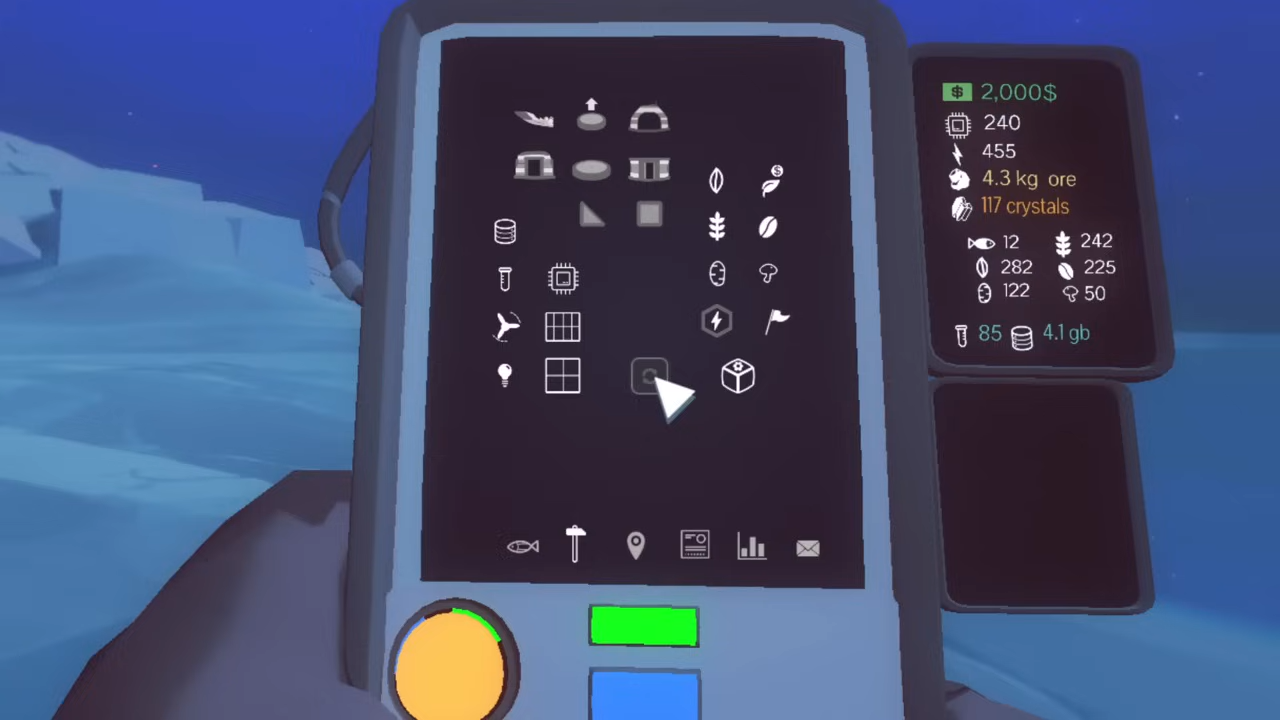 $ 2,000$
240
455
4.3 kg ore
117 crystals
12 242
282 225
122 50
85 4.1 gb
$